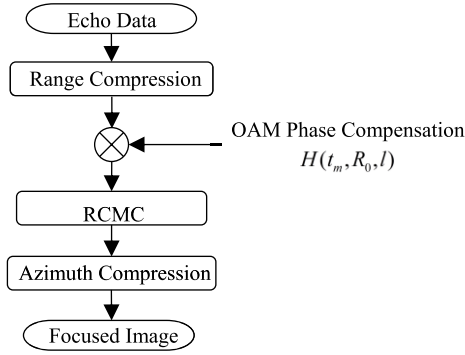 Echo Data
Range Compression
OAM Phase Compensation
H(t_m, R_0, l)
RCMC
Azimuth Compression
Focused Image